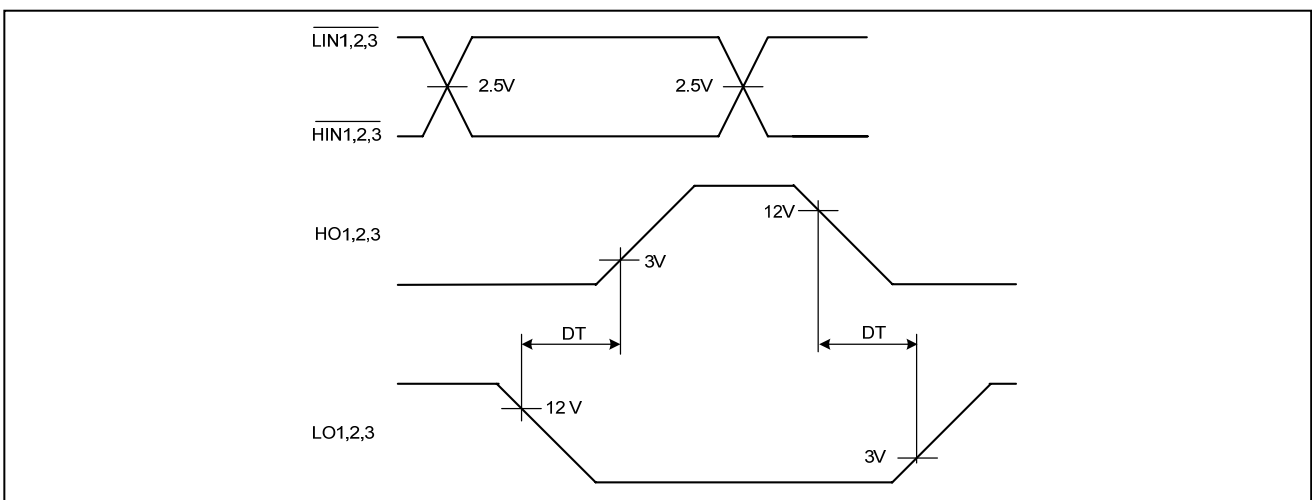 LIN1,2,3
2.5V 2.5V
HIN1,2,3
12V
HO1,2,3
3V
DT DT
12 V
LO1,2,3
3V